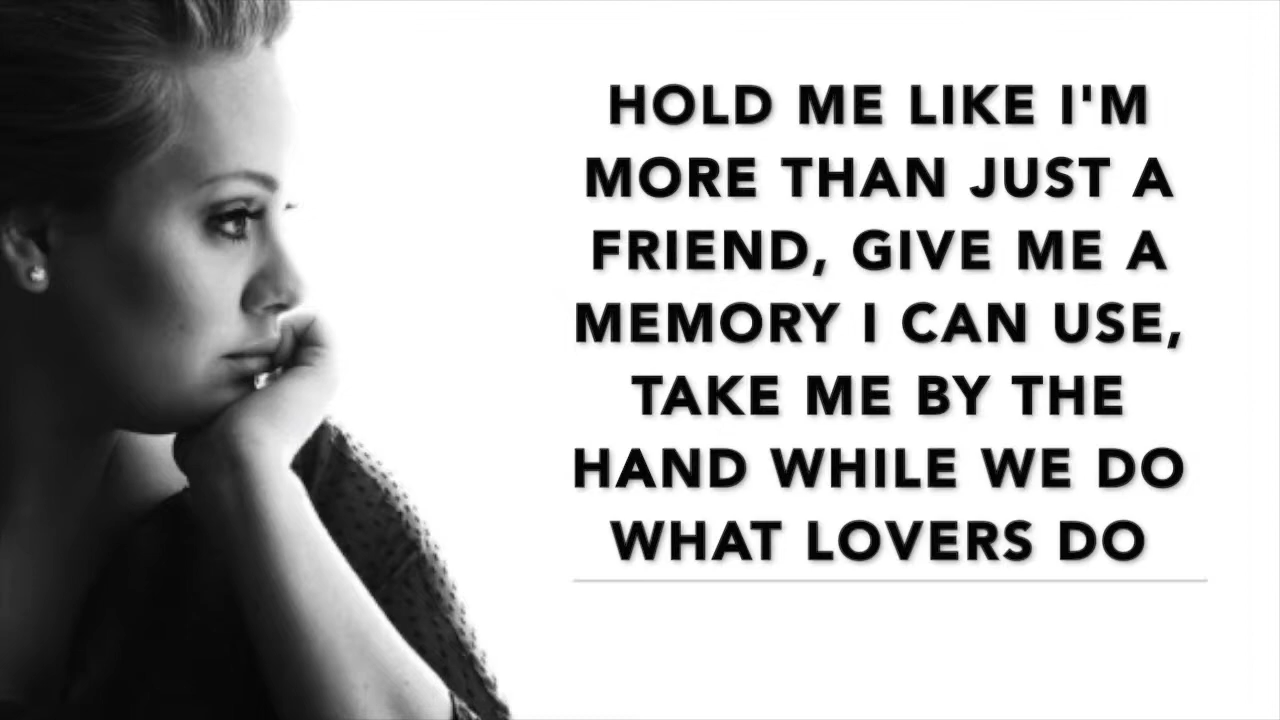 HOLD ME LIKE I'M
MORE THAN JUST A
FRIEND, GIVE ME A
MEMORY I CAN USE,
TAKE ME BY THE
HAND WHILE WE DO
WHAT LOVERS DO